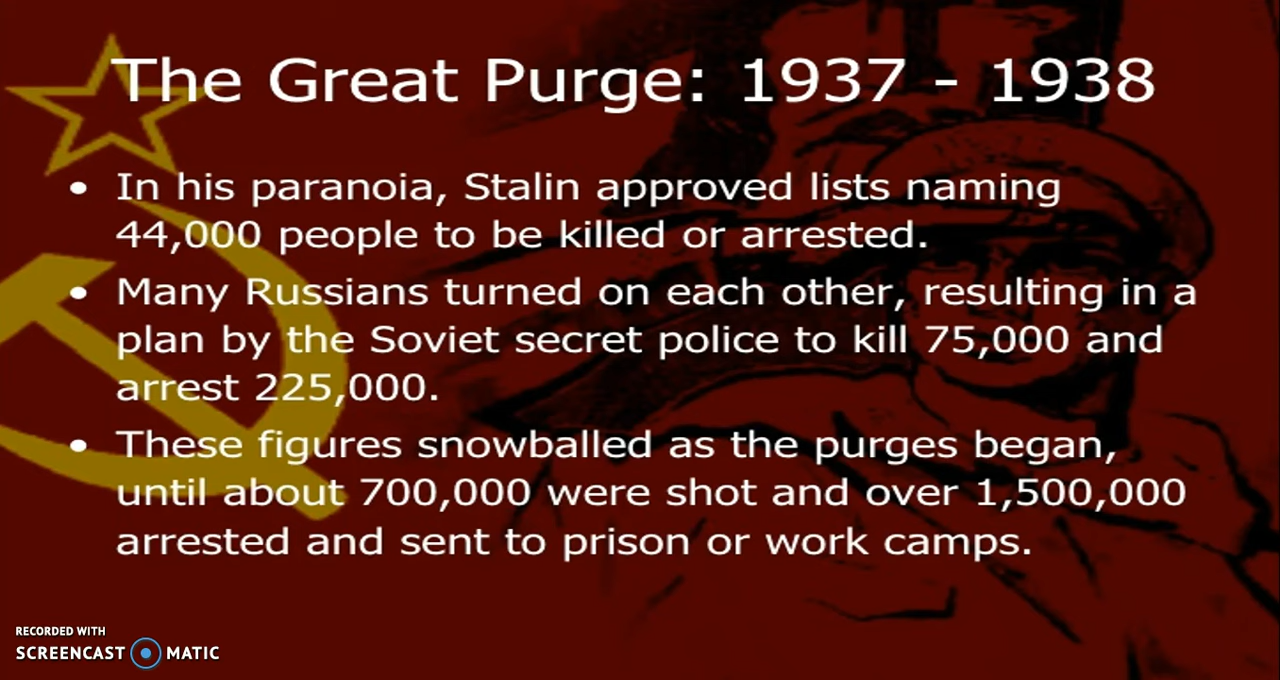 The Great Purge: 1937 - 1938
• In his paranoia, Stalin approved lists naming
44,000 people to be killed or arrested.
• Many Russians turned on each other, resulting in a
plan by the Soviet secret police to kill 75,000 and
arrest 225,000.
• These figures snowballed as the purges began,
until about 700,000 were shot and over 1,500,000
arrested and sent to prison or work camps.
RECORDED WITH
SCREENCAST MATIC